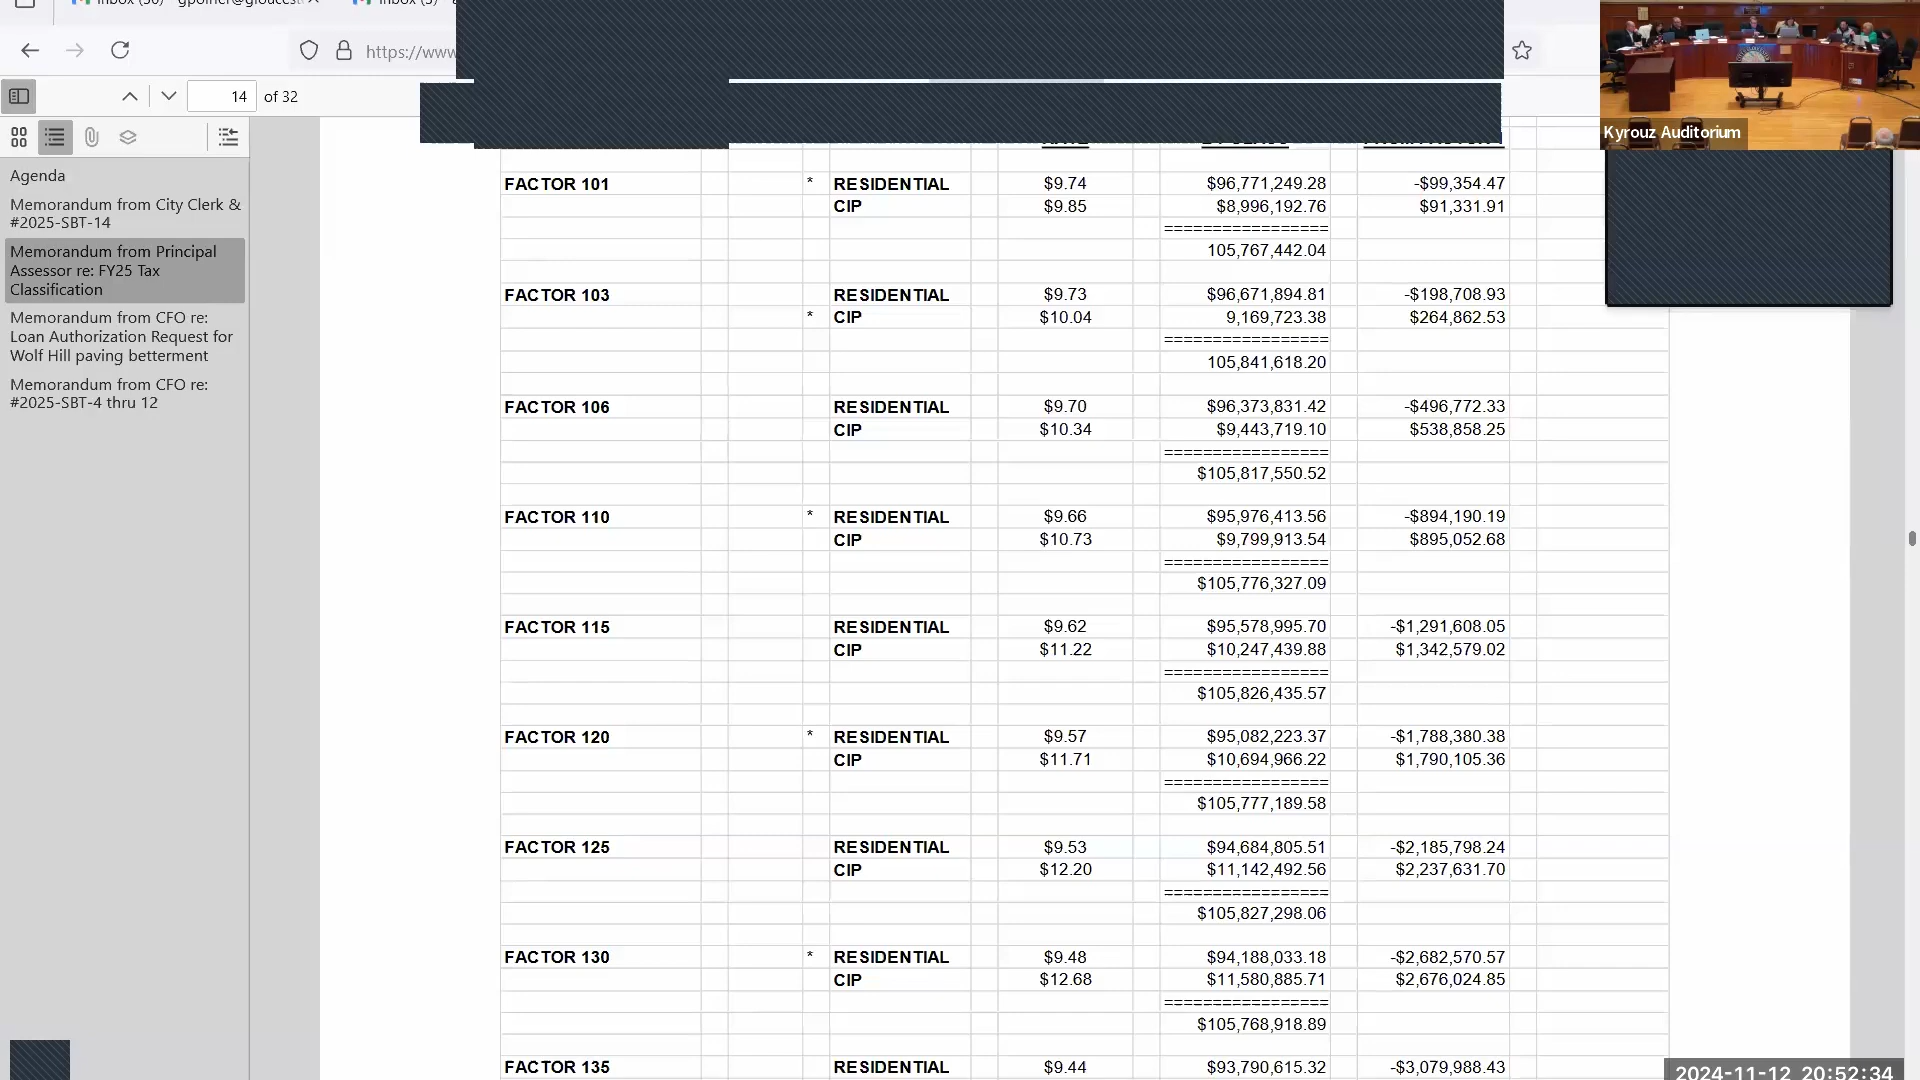 https://www
14 of 32
Kyrouz Auditorium
Agenda
Memorandum from City Clerk &
#2025-SBT-14
Memorandum from Principal
Assessor re: FY25 Tax
Classification
Memorandum from CFO re:
Loan Authorization Request for
Wolf Hill paving betterment
Memorandum from CFO re:
#2025-SBT-4 thru 12
FACTOR 101 * RESIDENTIAL $9.74 $96,771,249.28 -$99,354.47
CIP $9.85 $8,996,192.76 $91,331.91
=================
105,767,442.04
FACTOR 103 RESIDENTIAL $9.73 $96,671,894.81 -$198,708.93
* CIP $10.04 9,169,723.38 $264,862.53
=================
105,841,618.20
FACTOR 106 RESIDENTIAL $9.70 $96,373,831.42 -$496,772.33
CIP $10.34 $9,443,719.10 $538,858.25
=================
$105,817,550.52
FACTOR 110 * RESIDENTIAL $9.66 $95,976,413.56 -$894,190.19
CIP $10.73 $9,799,913.54 $895,052.68
=================
$105,776,327.09
FACTOR 115 RESIDENTIAL $9.62 $95,578,995.70 -$1,291,608.05
CIP $11.22 $10,247,439.88 $1,342,579.02
=================
$105,826,435.57
FACTOR 120 * RESIDENTIAL $9.57 $95,082,223.37 -$1,788,380.38
CIP $11.71 $10,694,966.22 $1,790,105.36
=================
$105,777,189.58
FACTOR 125 RESIDENTIAL $9.53 $94,684,805.51 -$2,185,798.24
CIP $12.20 $11,142,492.56 $2,237,631.70
=================
$105,827,298.06
FACTOR 130 * RESIDENTIAL $9.48 $94,188,033.18 -$2,682,570.57
CIP $12.68 $11,580,885.71 $2,676,024.85
=================
$105,768,918.89
FACTOR 135 RESIDENTIAL $9.44 $93,790,615.32 -$3,079,988.43
2024-11-12 20:52:34